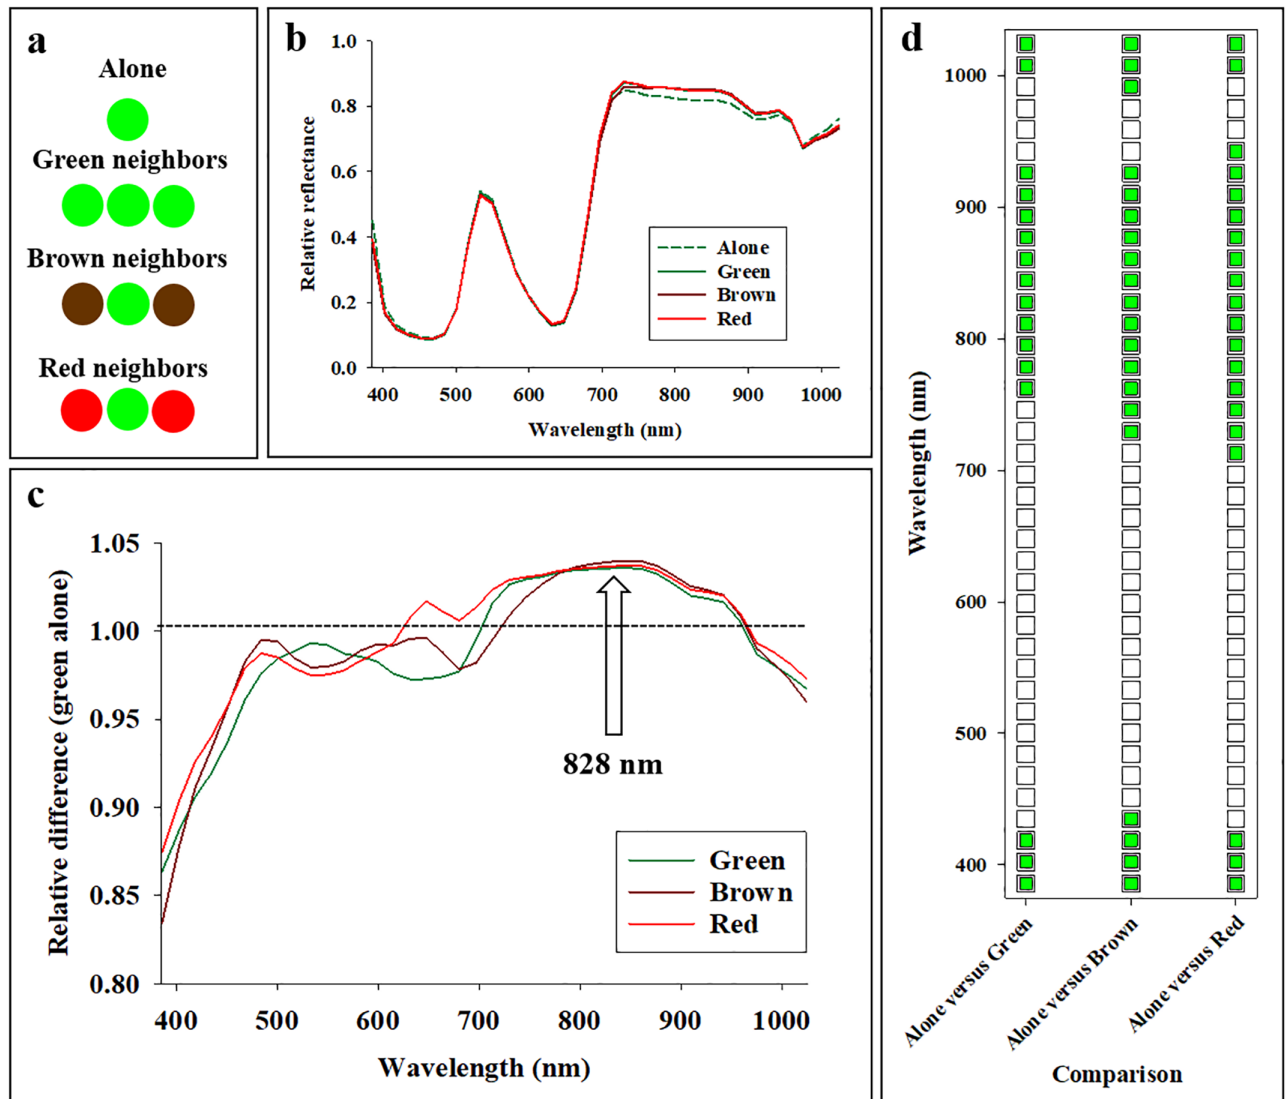 a
Alone
Green neighbors
Brown neighbors
Red neighbors
b
1.0
0.8
0.6
0.4
0.2
0.0
Relative reflectance
400 500 600 700 800 900 1000
Wavelength (nm)
Alone
Green
Brown
Red
c
1.05
1.00
0.95
0.90
0.85
0.80
Relative difference (green alone)
828 nm
Green
Brown
Red
400 500 600 700 800 900 1000
Wavelength (nm)
d
1000
900
800
700
600
500
400
Wavelength (nm)
Alone versus Green
Alone versus Brown
Alone versus Red
Comparison